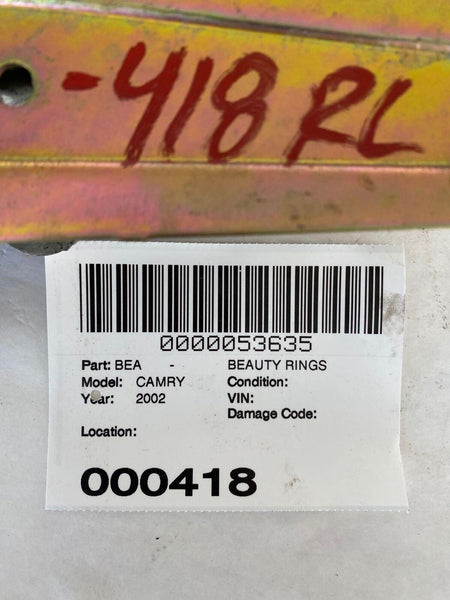 -418 RL
0000053635
Part: BEA - BEAUTY RINGS
Model: CAMRY Condition:
Year: 2002 VIN:
Damage Code:
Location:
000418